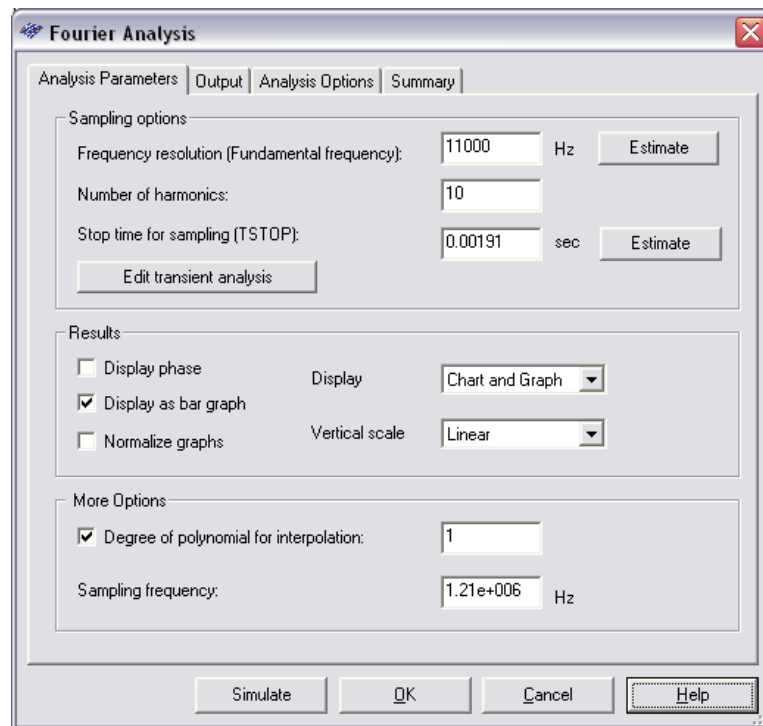 Fourier Analysis
Analysis Parameters Output Analysis Options Summary
Sampling options
Frequency resolution (Fundamental frequency): 11000 Hz Estimate
Number of harmonics: 10
Stop time for sampling (TSTOP): 0.00191 sec Estimate
Edit transient analysis
Results
Display phase
Display Chart and Graph
Display as bar graph
Vertical scale Linear
Normalize graphs
More Options
Degree of polynomial for interpolation: 1
Sampling frequency: 1.21e+006 Hz
Simulate OK Cancel Help